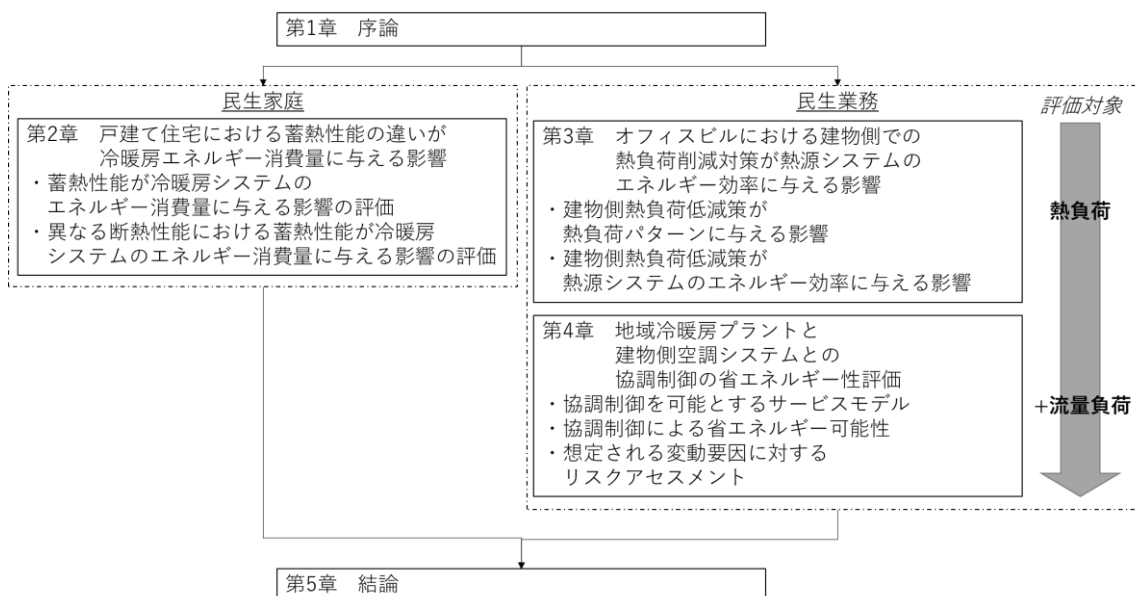 第1章　序論
民生家庭
第2章　戸建て住宅における蓄熱性能の違いが
冷暖房エネルギー消費量に与える影響
・蓄熱性能が冷暖房システムの
エネルギー消費量に与える影響の評価
・異なる断熱性能における蓄熱性能が冷暖房
システムのエネルギー消費量に与える影響の評価
民生業務
第3章　オフィスビルにおける建物側での
熱負荷削減対策が熱源システムの
エネルギー効率に与える影響
・建物側熱負荷低減策が
熱負荷パターンに与える影響
・建物側熱負荷低減策が
熱源システムのエネルギー効率に与える影響
第4章　地域冷暖房プラントと
建物側空調システムとの
協調制御の省エネルギー性評価
・協調制御を可能とするサービスモデル
・協調制御による省エネルギー可能性
・想定される変動要因に対する
リスクアセスメント
評価対象
熱負荷
+流量負荷
第5章　結論